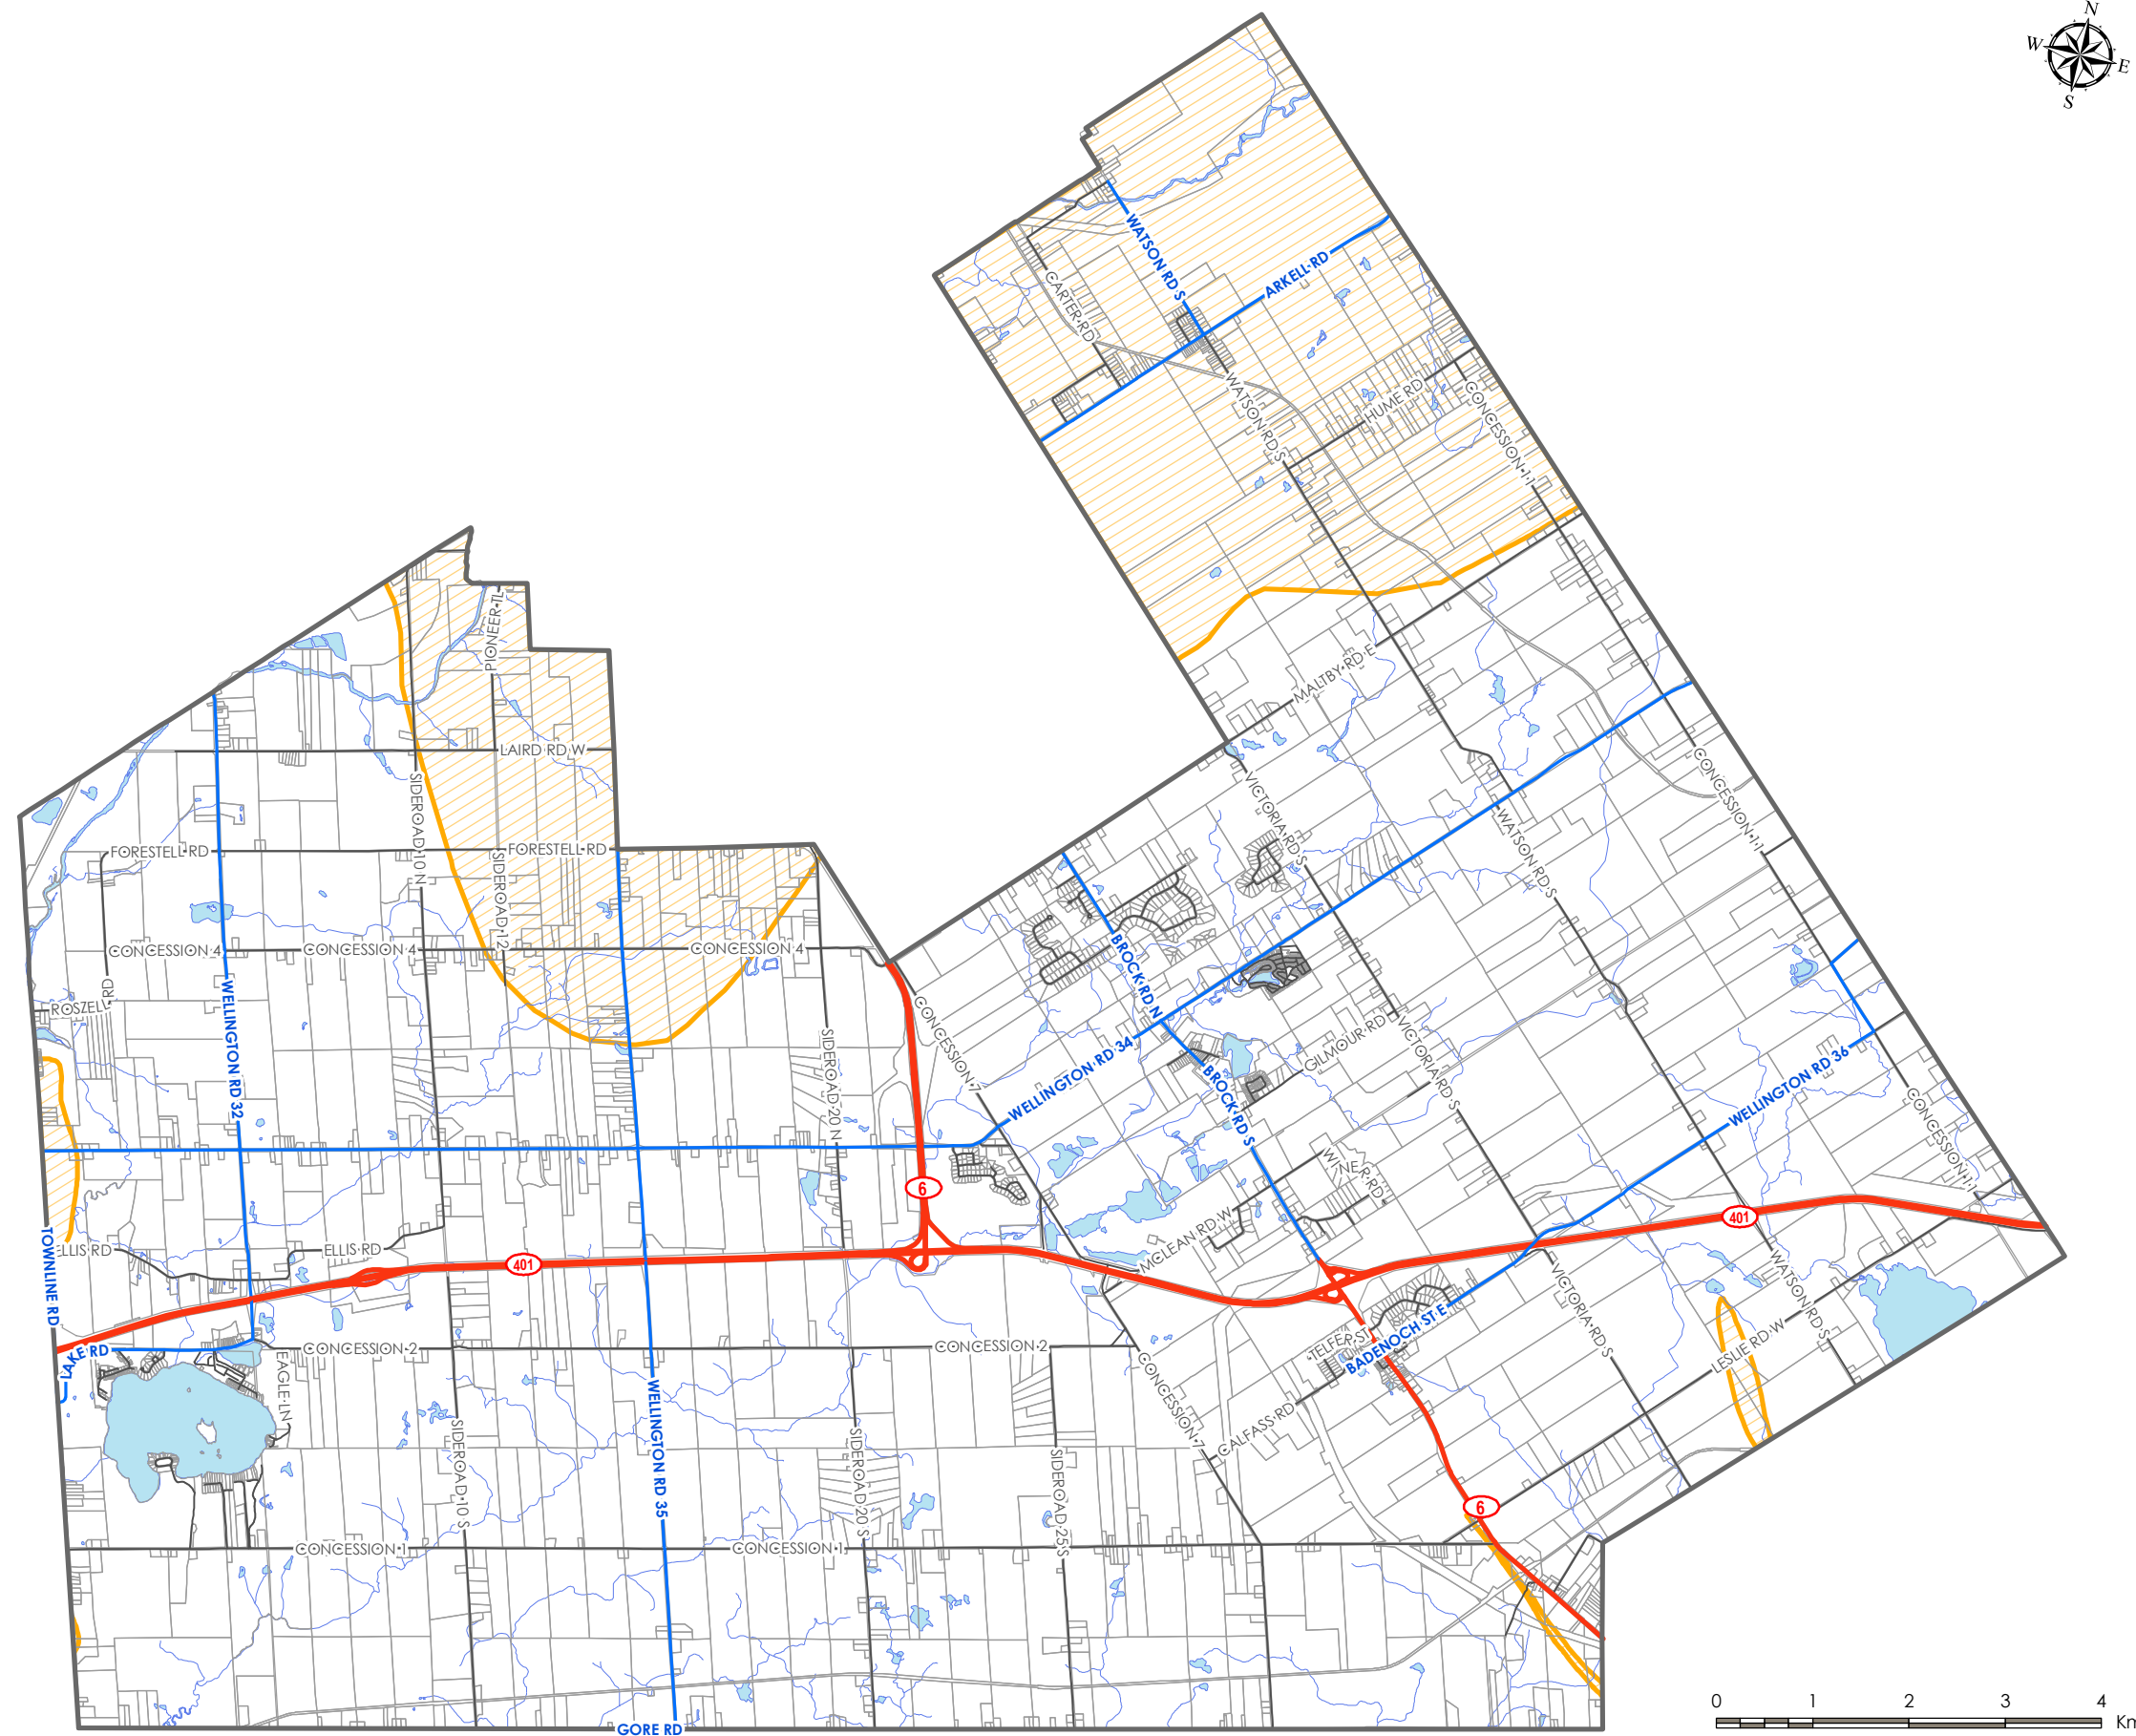 N
W
E
S
WATSON RD S
ARKELL RD
CARTER RD
WATSON RD S
HUME RD
CONCESSION 11
PIONEER TL
MALTBY RD E
LAIRD RD W
SIDEROAD 10 N
VICTORIA RD S
CONCESSION 11
FORESTELL RD
FORESTELL RD
WATSON RD S
SIDEROAD 12
CONCESSION 4
CONCESSION 4
CONCESSION 4
BROCK RD N
ROSZELL RD
WELLINGTON RD 32
CONCESSION 7
SIDEROAD 20 N
WELLINGTON RD 34
GILMOUR RD
VICTORIA RD S
BROCK RD S
WELLINGTON RD 36
CONCESSION 11
6
MCLEAN RD W
WINER RD
TOWNLINE RD
ELLIS RD
ELLIS RD
401
401
WATSON RD S
VICTORIA RD S
LAKE RD
CONCESSION 2
CONCESSION 2
EAGLE LN
TELFER ST
BADENOCH ST E
LESLIE RD W
CONCESSION 7
CALFASS RD
WELLINGTON RD 35
SIDEROAD 10 S
SIDEROAD 20 S
SIDEROAD 25 S
6
CONCESSION 1
CONCESSION 1
GORE RD
0 1 2 3 4
Km